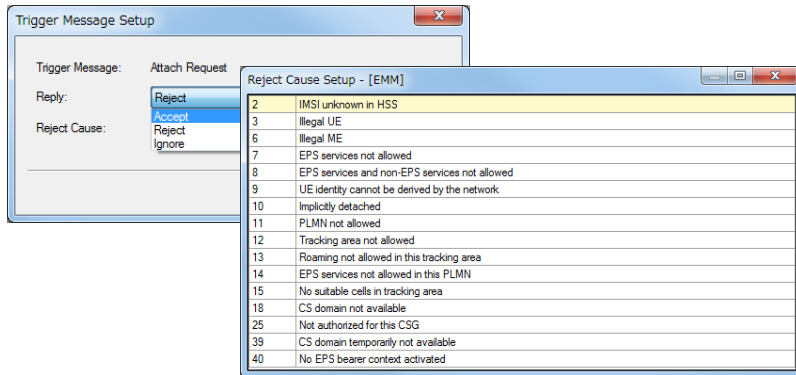 Trigger Message Setup
Trigger Message: Attach Request
Reply: Reject
Accept
Reject Cause: Reject
Ignore
Reject Cause Setup - [EMM]
2 IMSI unknown in HSS
3 Illegal UE
6 Illegal ME
7 EPS services not allowed
8 EPS services and non-EPS services not allowed
9 UE identity cannot be derived by the network
10 Implicitly detached
11 PLMN not allowed
12 Tracking area not allowed
13 Roaming not allowed in this tracking area
14 EPS services not allowed in this PLMN
15 No suitable cells in tracking area
18 CS domain not available
25 Not authorized for this CSG
39 CS domain temporarily not available
40 No EPS bearer context activated